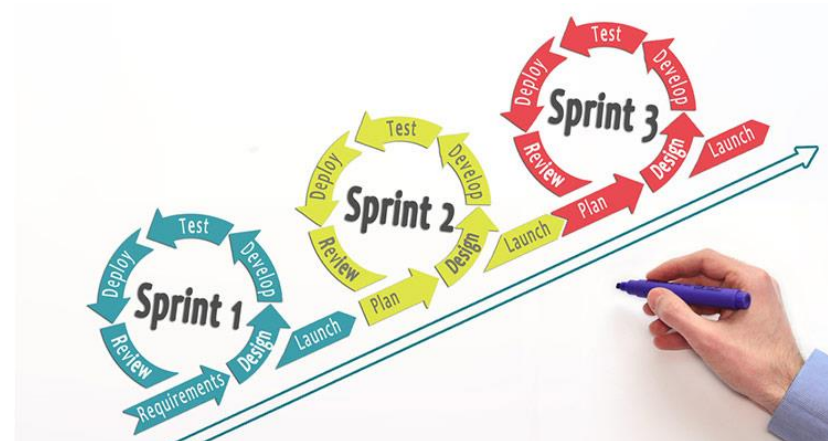 Sprint 1
Requirements
Design
Develop
Test
Deploy
Review
Launch
Sprint 2
Plan
Design
Develop
Test
Deploy
Review
Launch
Sprint 3
Plan
Design
Develop
Test
Deploy
Review
Launch